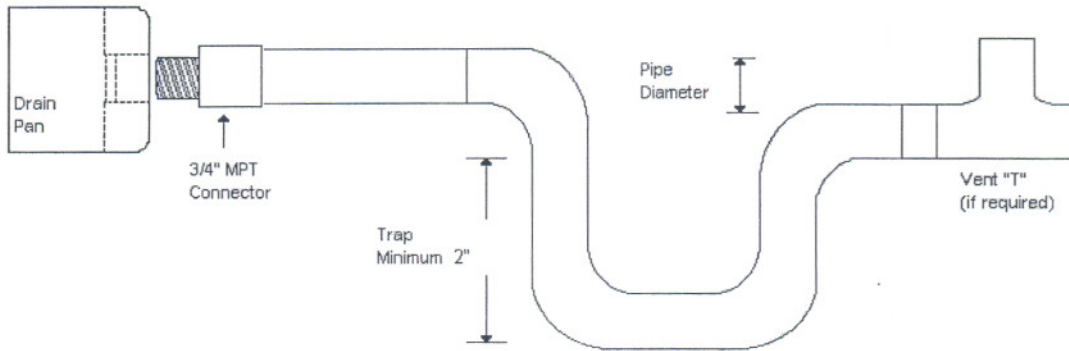 Drain
Pan
3/4" MPT
Connector
Trap
Minimum 2"
Pipe
Diameter
Vent "T"
(if required)